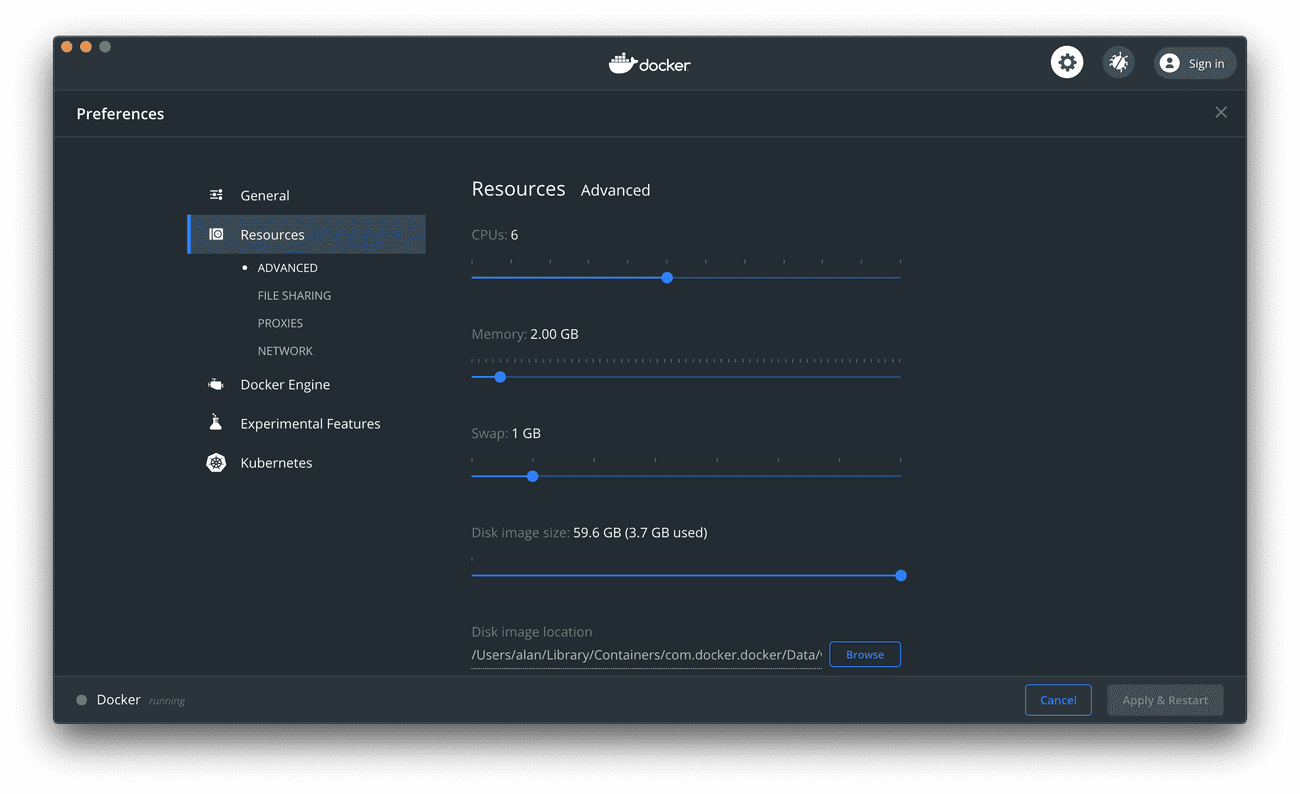 docker
Sign in
Preferences
General
Resources
ADVANCED
FILE SHARING
PROXIES
NETWORK
Docker Engine
Experimental Features
Kubernetes
Resources Advanced
CPUs: 6
Memory: 2.00 GB
Swap: 1 GB
Disk image size: 59.6 GB (3.7 GB used)
Disk image location
/Users/alan/Library/Containers/com.docker.docker/Data/
Browse
Docker running
Cancel
Apply & Restart